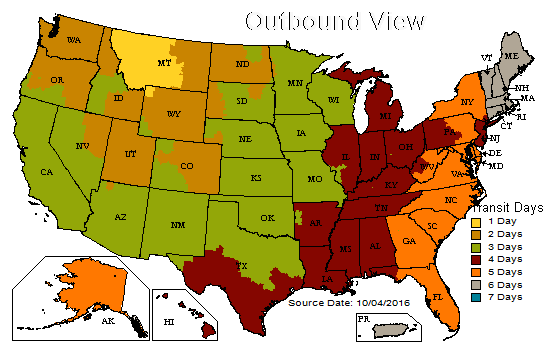 Outbound View
WA
MT
ND
MN
VT
ME
OR
ID
WY
SD
WI
MI
NY
NH
MA
RI
CT
NV
UT
CO
NE
IA
IL
IN
OH
PA
NJ
DE
MD
CA
KS
MO
KY
WV
VA
AZ
NM
OK
AR
TN
NC
SC
TX
LA
MS
AL
GA
FL
AK
HI
PR
Transit Days
1 Day
2 Days
3 Days
4 Days
5 Days
6 Days
7 Days
Source Date: 10/04/2016